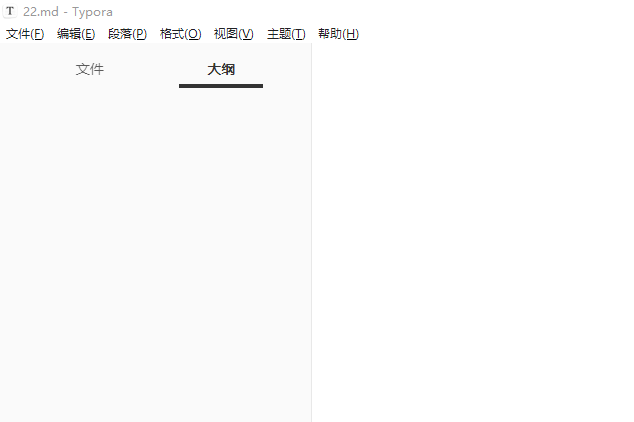 T 22.md - Typora
文件(F) 编辑(E) 段落(P) 格式(O) 视图(V) 主题(T) 帮助(H)
文件 大纲